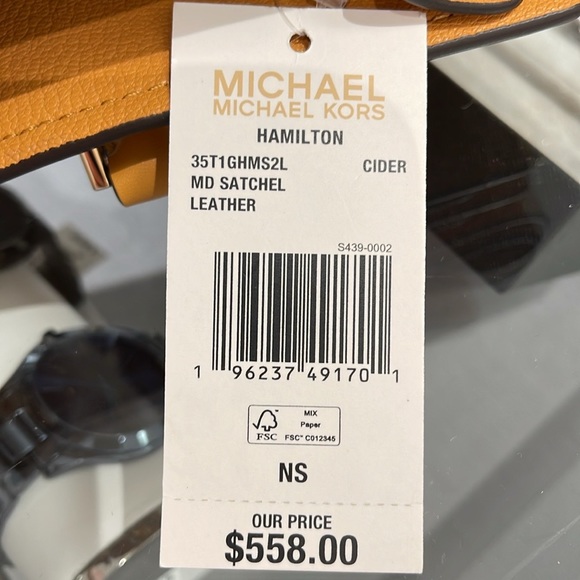 MICHAEL
MICHAEL KORS
HAMILTON
35T1GHMS2L CIDER
MD SATCHEL
LEATHER
S439-0002
1 96237 49170 1
MIX
Paper
FSC FSC™ C012345
NS
OUR PRICE
$558.00